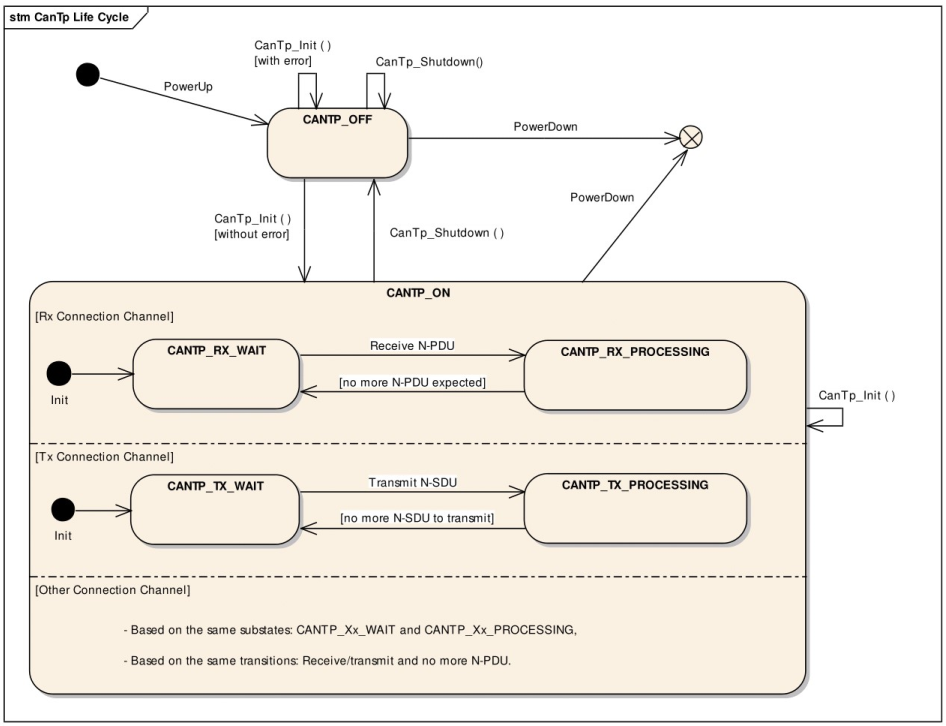 stm CanTp Life Cycle
CanTp_Init ( )
[with error]
CanTp_Shutdown()
PowerUp
CANTP_OFF
PowerDown
PowerDown
CanTp_Init ( )
[without error]
CanTp_Shutdown ( )
CANTP_ON
[Rx Connection Channel]
CANTP_RX_WAIT
Receive N-PDU
CANTP_RX_PROCESSING
[no more N-PDU expected]
Init
CanTp_Init ( )
[Tx Connection Channel]
CANTP_TX_WAIT
Transmit N-SDU
CANTP_TX_PROCESSING
[no more N-SDU to transmit]
Init
[Other Connection Channel]
- Based on the same substates: CANTP_Xx_WAIT and CANTP_Xx_PROCESSING,
- Based on the same transitions: Receive/transmit and no more N-PDU.